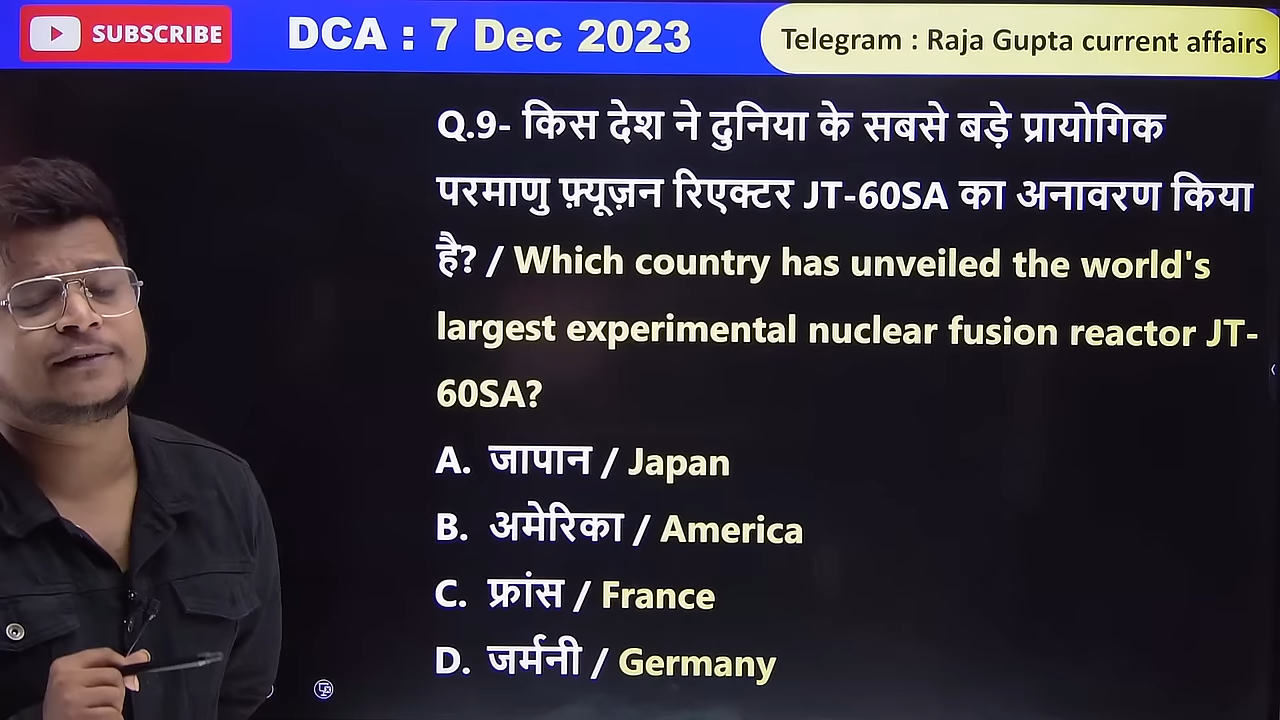 SUBSCRIBE
DCA : 7 Dec 2023
Telegram : Raja Gupta current affairs
Q.9- किस देश ने दुनिया के सबसे बड़े प्रायोगिक
परमाणु फ़्यूज़न रिएक्टर JT-60SA का अनावरण किया
है? / Which country has unveiled the world's
largest experimental nuclear fusion reactor JT-
60SA?
A. जापान / Japan
B. अमेरिका / America
C. फ्रांस / France
D. जर्मनी / Germany